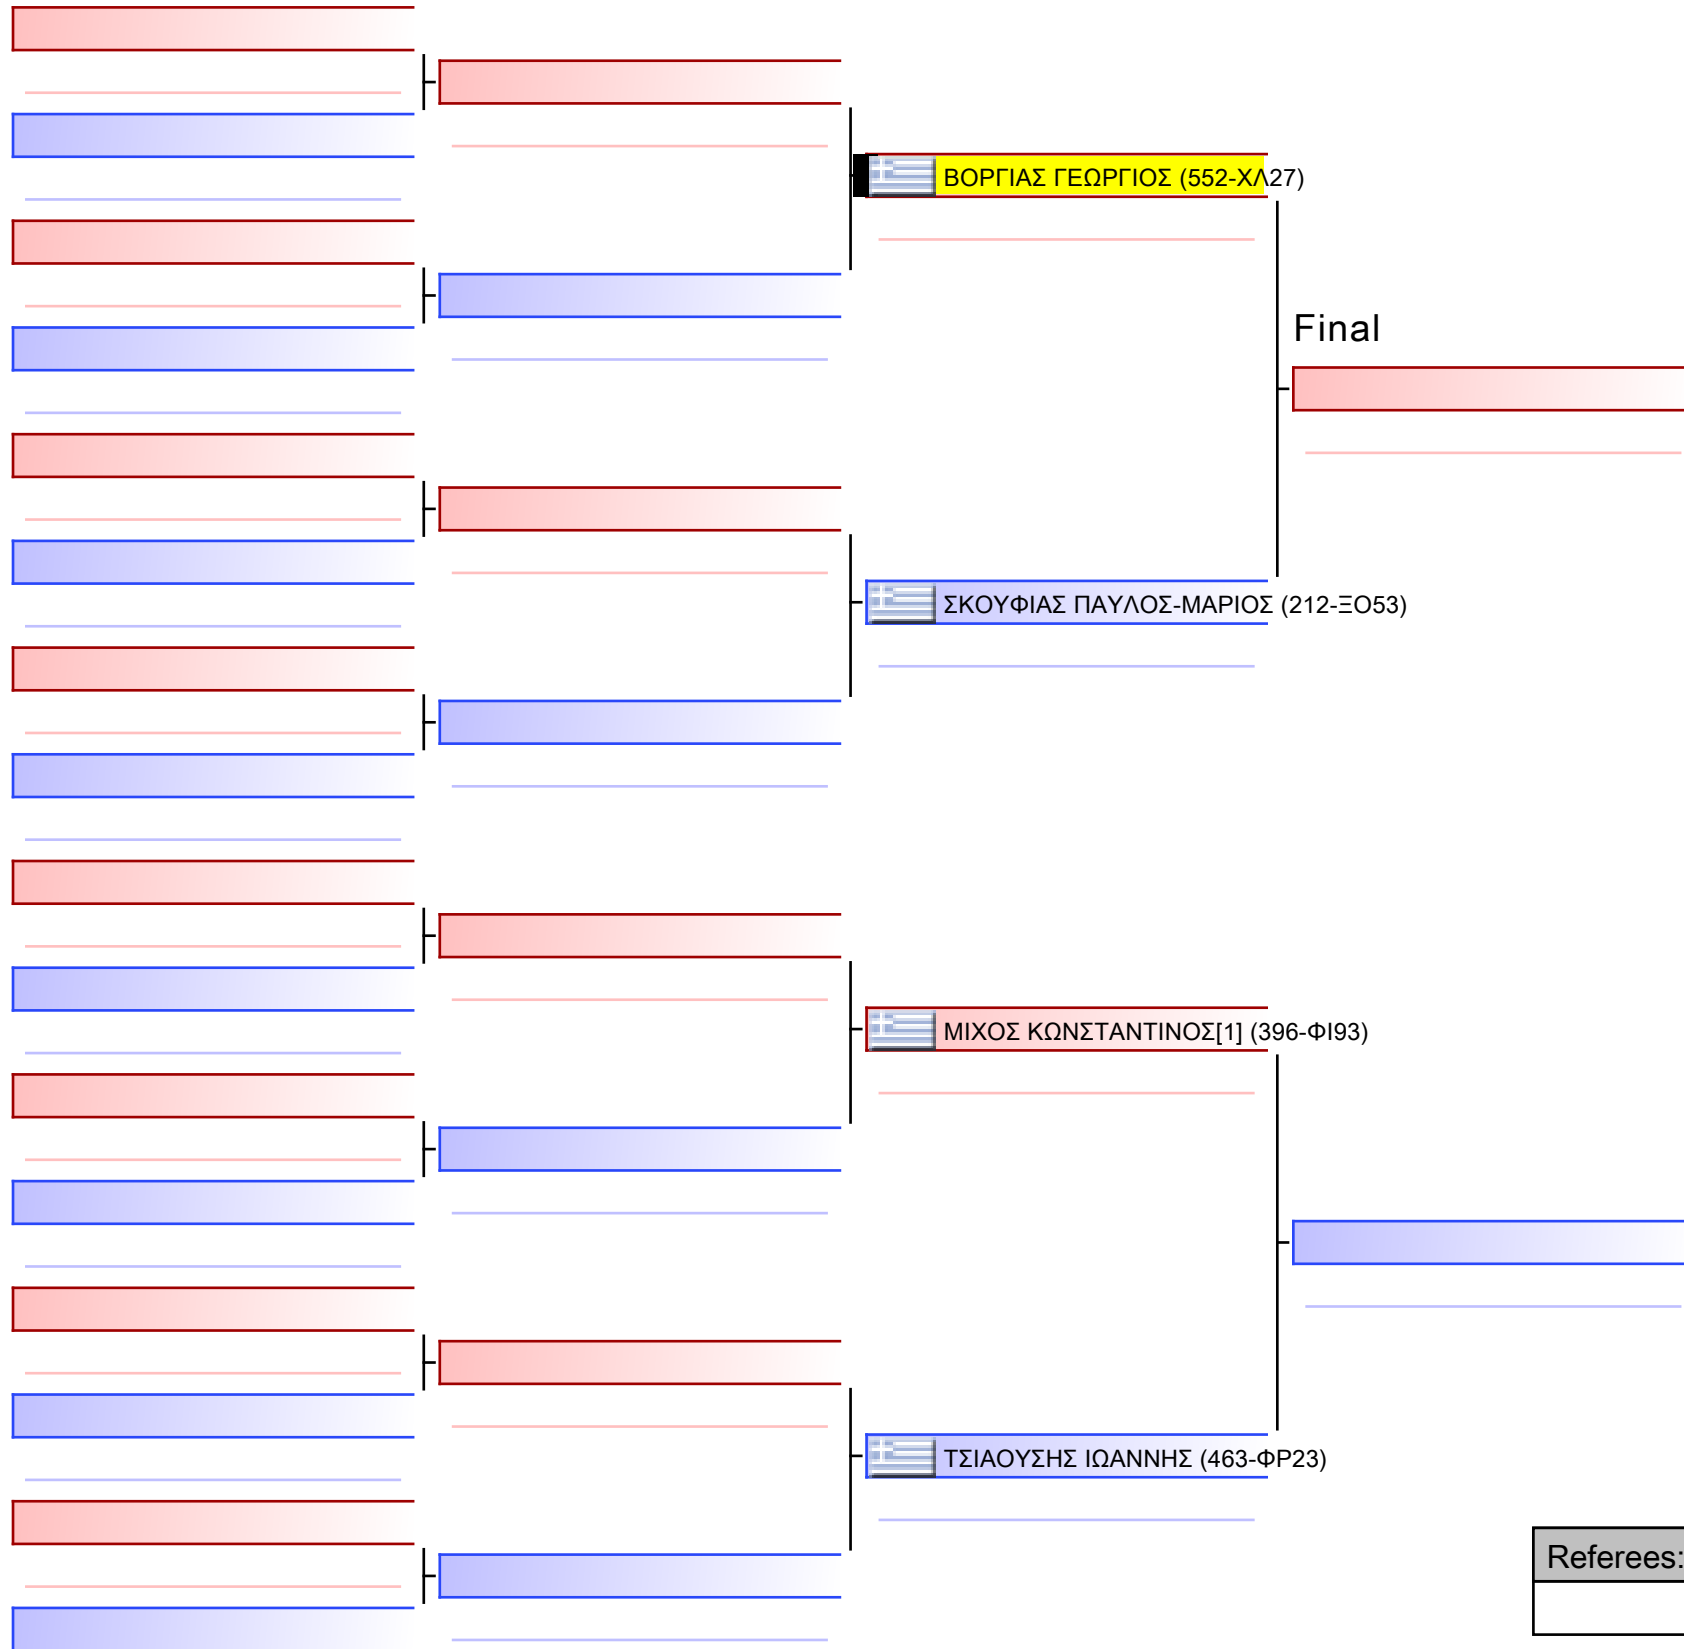 ΒΟΡΓΙΑΣ ΓΕΩΡΓΙΟΣ (552-ΧΛ27)
Final
ΣΚΟΥΦΙΑΣ ΠΑΥΛΟΣ-ΜΑΡΙΟΣ (212-ΞΟ53)
ΜΙΧΟΣ ΚΩΝΣΤΑΝΤΙΝΟΣ[1] (396-ΦΙ93)
ΤΣΙΑΟΥΣΗΣ ΙΩΑΝΝΗΣ (463-ΦΡ23)
Referees: